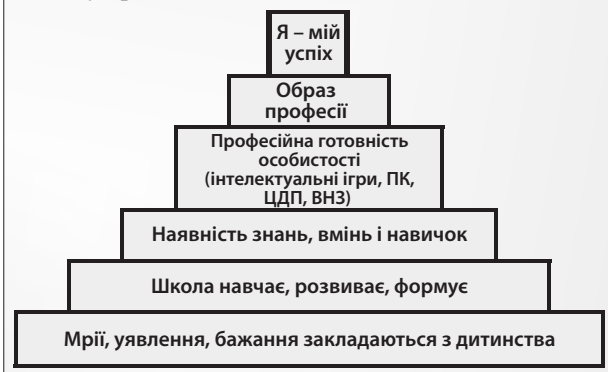 Я – мій
успіх
Образ
професії
Професійна готовність
особистості
(інтелектуальні ігри, ПК,
ЦДП, ВНЗ)
Наявність знань, вмінь і навичок
Школа навчає, розвиває, формує
Мрії, уявлення, бажання закладаються з дитинства